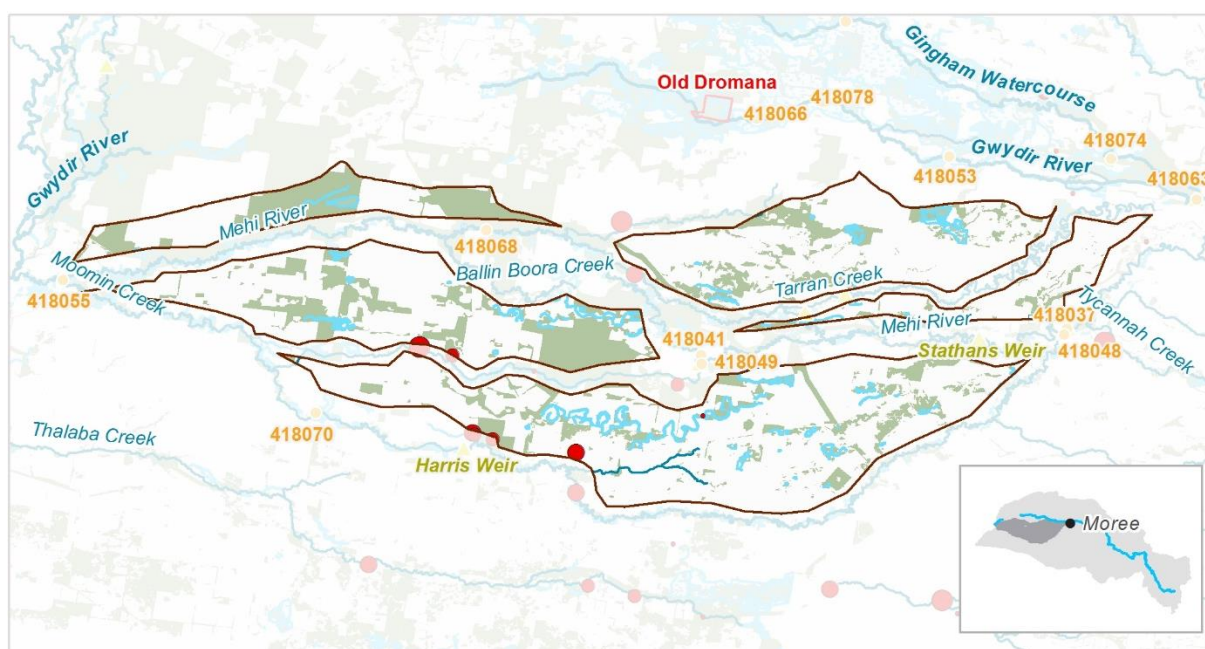 Gingham Watercourse
Old Dromana
418078
418066
418074
Gwydir River
418053
418063
Gwydir River
Mehi River
418068
Ballin Boora Creek
Moomin Creek
418055
Tarran Creek
Tycannah Creek
418037
Mehi River
418041
Stathans Weir
418048
418049
418070
Thalaba Creek
Harris Weir
Moree